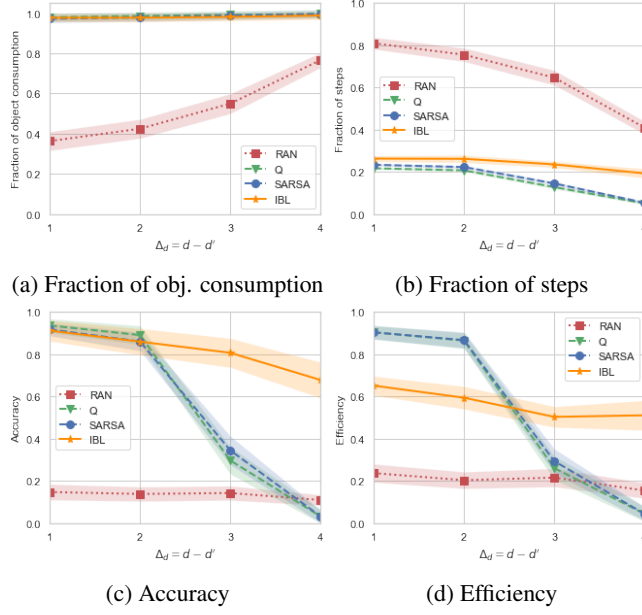 1.0
0.8
0.6
0.4
0.2
0.0
Fraction of object consumption
RAN
Q
SARSA
IBL
1 2 3 4
Δd = d − d′
(a) Fraction of obj. consumption
1.0
0.8
0.6
0.4
0.2
0.0
Fraction of steps
RAN
Q
SARSA
IBL
1 2 3 4
Δd = d − d′
(b) Fraction of steps
1.0
0.8
0.6
0.4
0.2
0.0
Accuracy
RAN
Q
SARSA
IBL
1 2 3 4
Δd = d − d′
(c) Accuracy
1.0
0.8
0.6
0.4
0.2
0.0
Efficiency
RAN
Q
SARSA
IBL
1 2 3 4
Δd = d − d′
(d) Efficiency